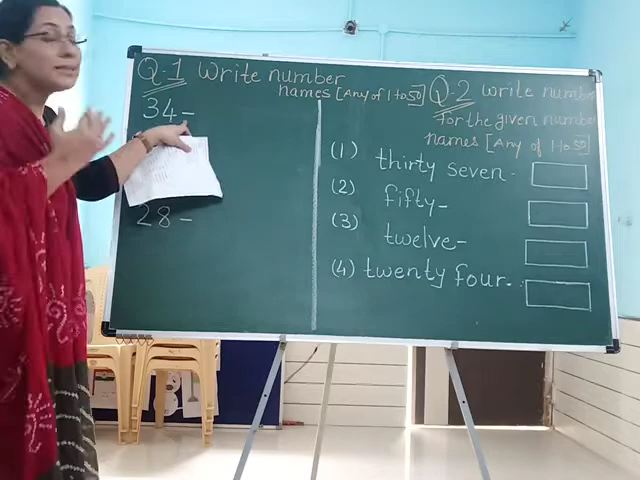 Q.1 Write number
names [Any of 1 to 50]
34-
28-
Q.2 write number
for the given number
names [Any of 1 to 50]
(1) thirty seven-
(2) fifty-
(3) twelve-
(4) twenty four-